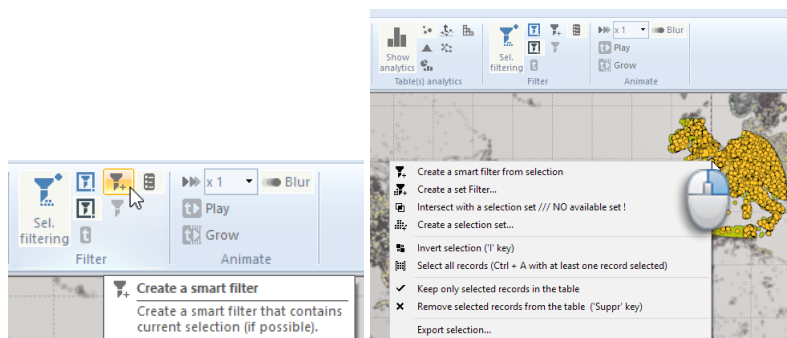 Sel.
filtering
t
x 1
Blur
t Play
t Grow
Filter
Animate
Create a smart filter
Create a smart filter that contains
current selection (if possible).
Show
analytics
Table(s) analytics
Sel.
filtering
t
x 1
Blur
t Play
t Grow
Filter
Animate
Create a smart filter from selection
Create a set Filter...
Intersect with a selection set /// NO available set !
Create a selection set...
Invert selection ('I' key)
Select all records (Ctrl + A with at least one record selected)
Keep only selected records in the table
Remove selected records from the table ('Suppr' key)
Export selection...